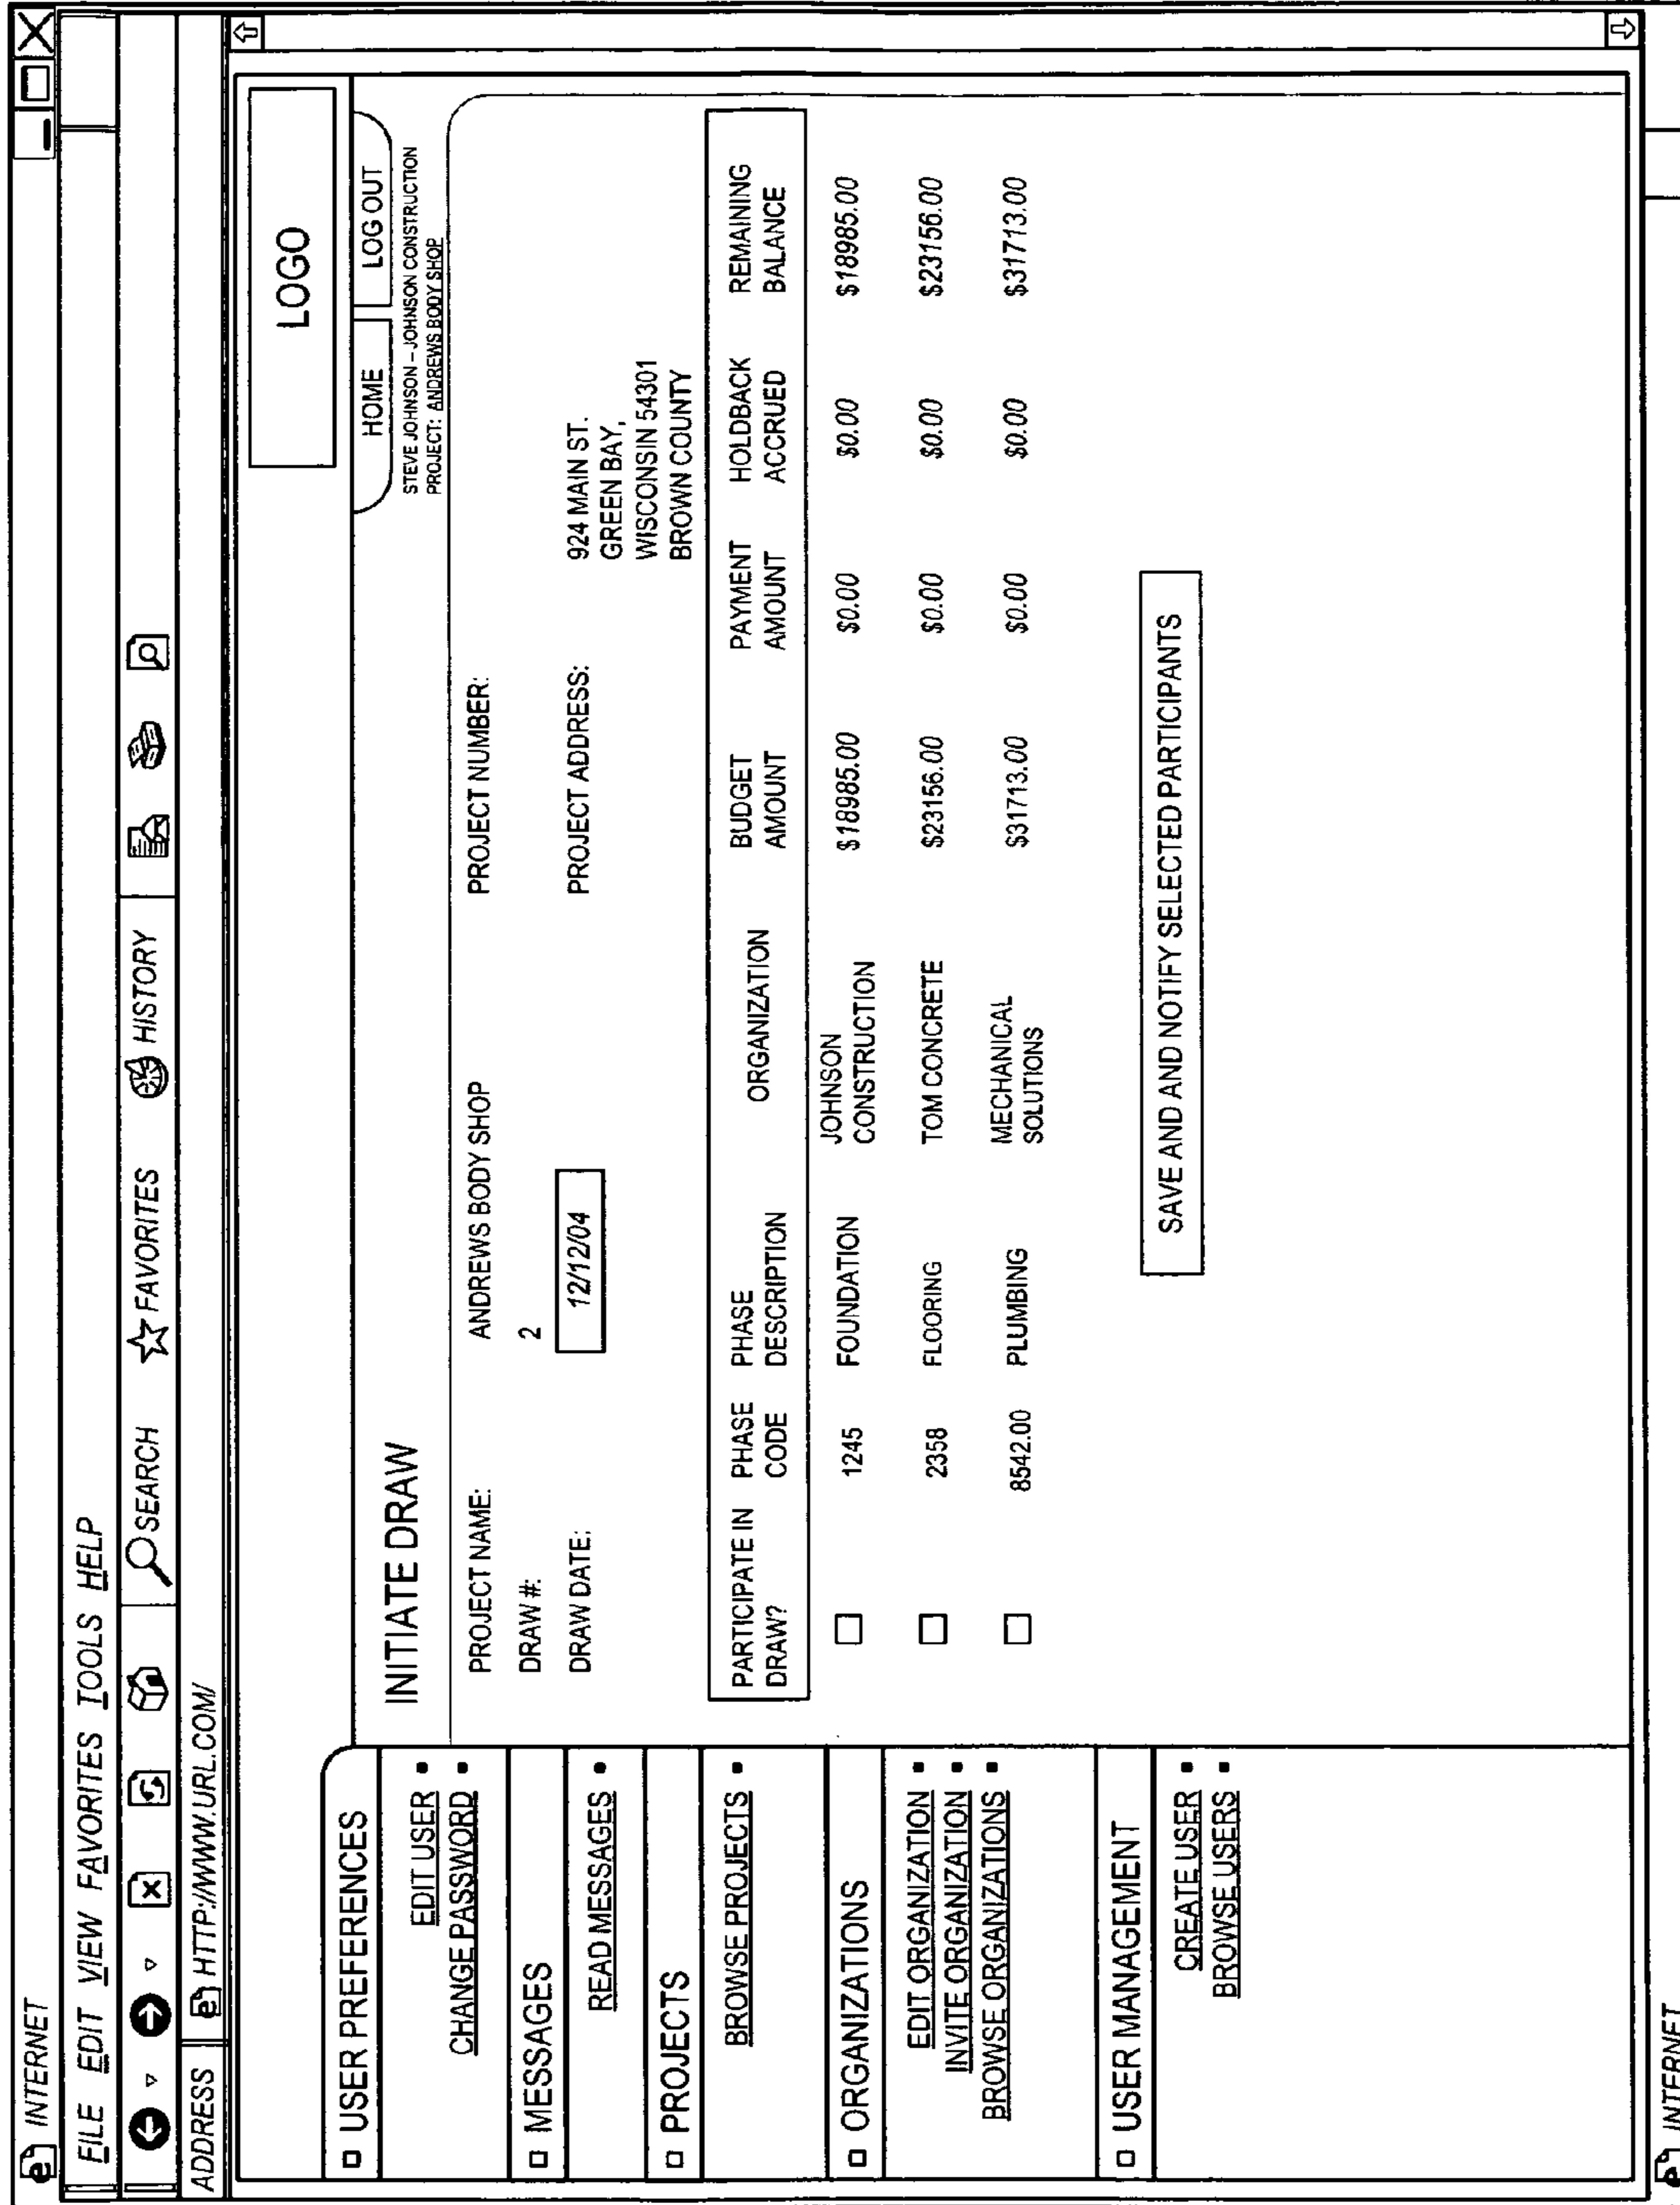 INTERNET
FILE EDIT VIEW FAVORITES TOOLS HELP
SEARCH FAVORITES HISTORY
ADDRESS HTTP://WWW.URL.COM/
LOGO
HOME LOG OUT
STEVE JOHNSON – JOHNSON CONSTRUCTION
PROJECT: ANDREWS BODY SHOP
USER PREFERENCES
EDIT USER
CHANGE PASSWORD
MESSAGES
READ MESSAGES
PROJECTS
BROWSE PROJECTS
ORGANIZATIONS
EDIT ORGANIZATION
INVITE ORGANIZATION
BROWSE ORGANIZATIONS
USER MANAGEMENT
CREATE USER
BROWSE USERS
INITIATE DRAW
PROJECT NAME: ANDREWS BODY SHOP PROJECT NUMBER:
DRAW #: 2
DRAW DATE: 12/12/04 PROJECT ADDRESS: 924 MAIN ST.
GREEN BAY,
WISCONSIN 54301
BROWN COUNTY
PARTICIPATE IN PHASE PHASE ORGANIZATION BUDGET PAYMENT HOLDBACK REMAINING
DRAW? CODE DESCRIPTION AMOUNT AMOUNT ACCRUED BALANCE
JOHNSON
1245 FOUNDATION CONSTRUCTION $18985.00 $0.00 $0.00 $18985.00
2358 FLOORING TOM CONCRETE $23156.00 $0.00 $0.00 $23156.00
MECHANICAL
8542.00 PLUMBING SOLUTIONS $31713.00 $0.00 $0.00 $31713.00
SAVE AND AND NOTIFY SELECTED PARTICIPANTS
INTERNET